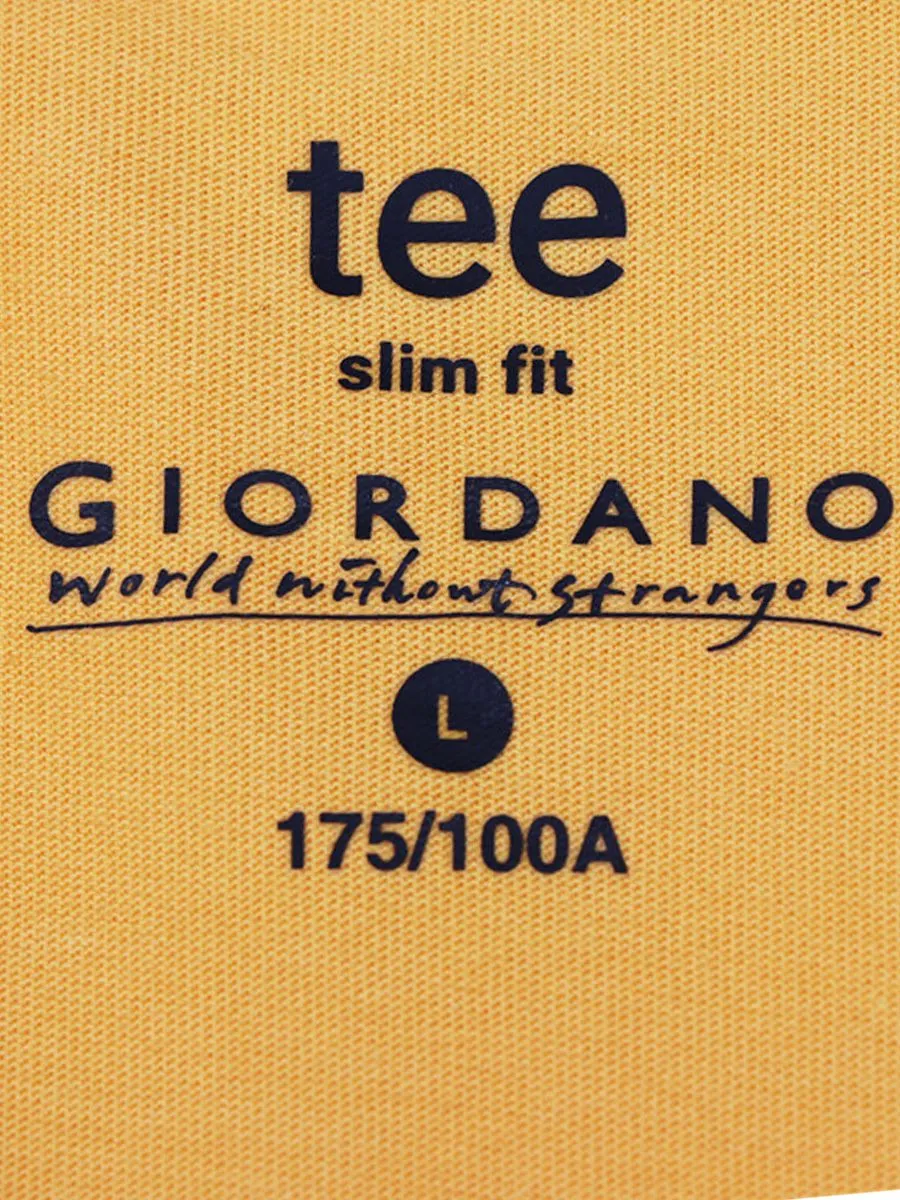 tee
slim fit
GIORDANO
World without strangers
L
175/100A